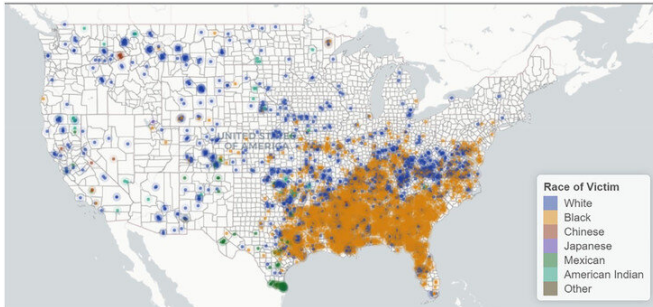 UNITED STATES
OF AMERICA
Race of Victim
White
Black
Chinese
Japanese
Mexican
American Indian
Other